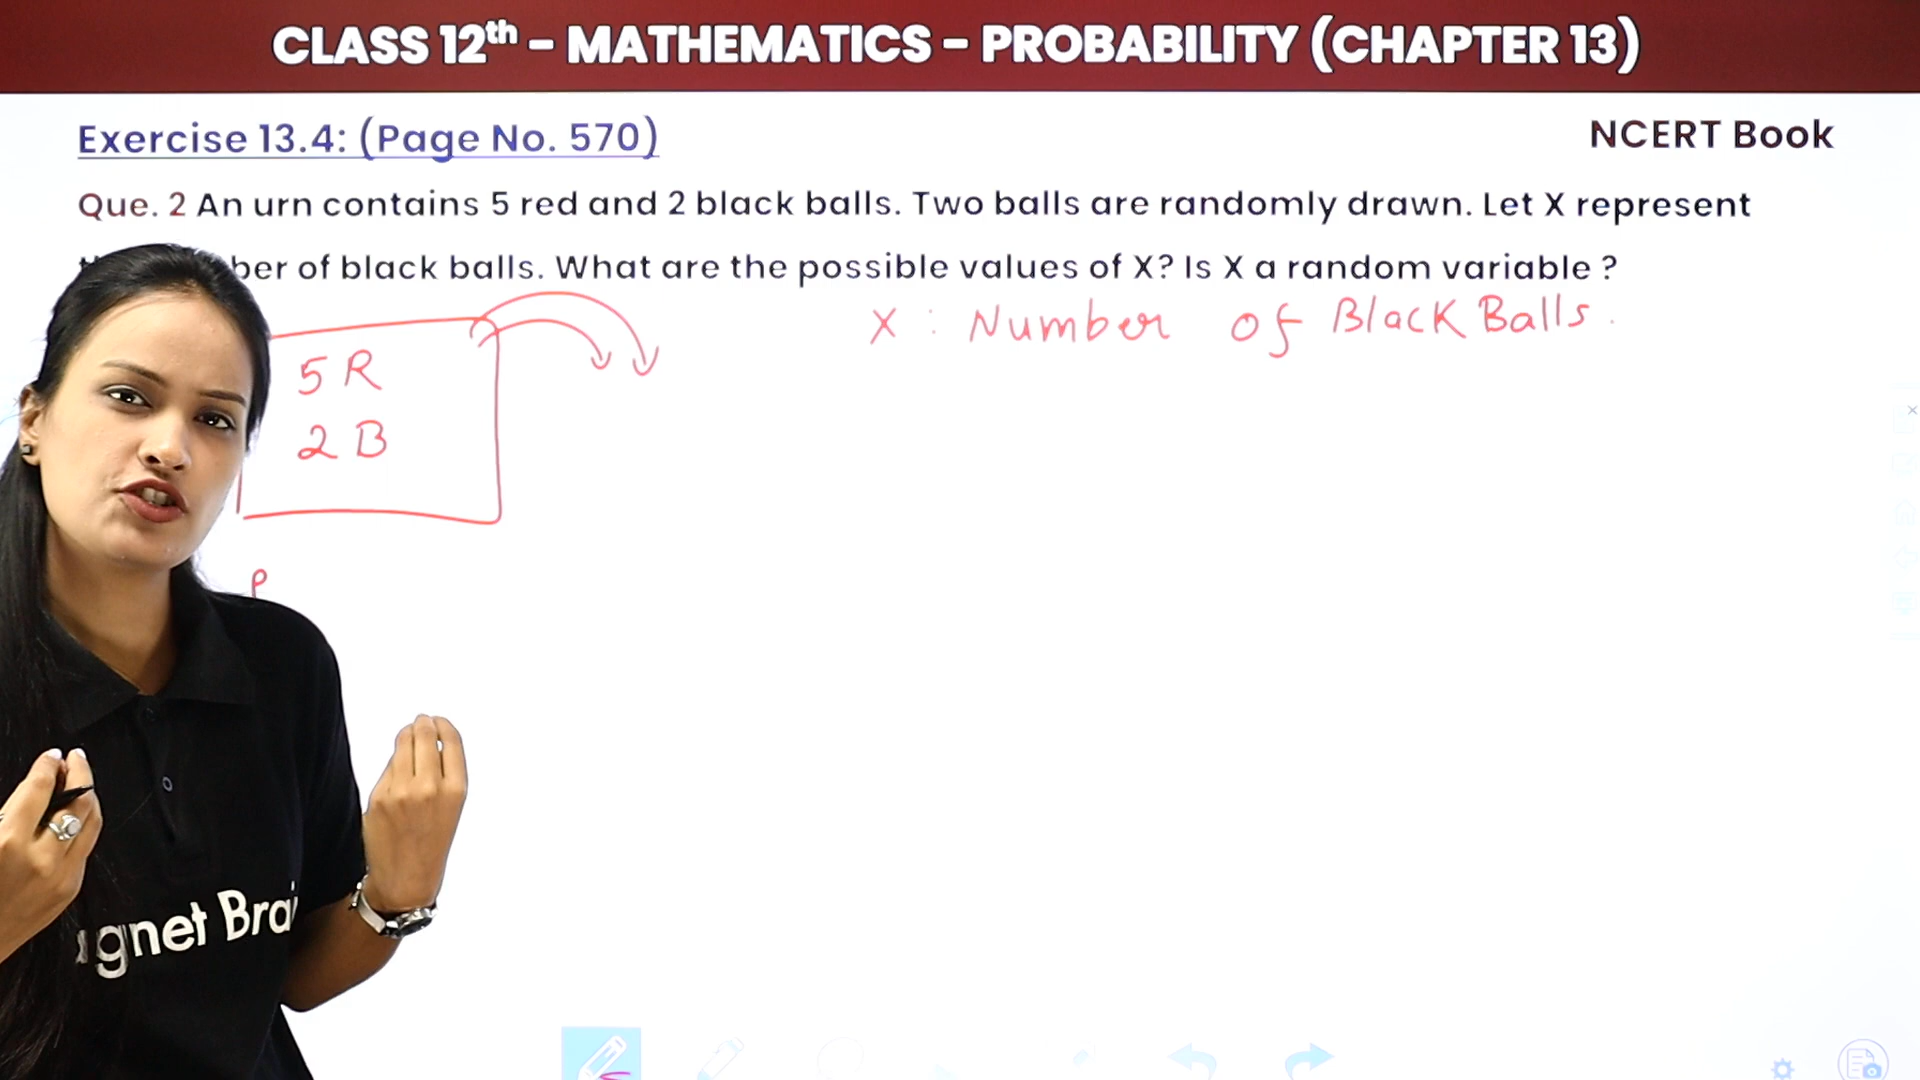 CLASS 12th - MATHEMATICS - PROBABILITY (CHAPTER 13)
Exercise 13.4: (Page No. 570)
NCERT Book
Que. 2 An urn contains 5 red and 2 black balls. Two balls are randomly drawn. Let X represent
ber of black balls. What are the possible values of X? Is X a random variable ?
X : Number of Black Balls.
5 R
2 B
P
gnet Brai